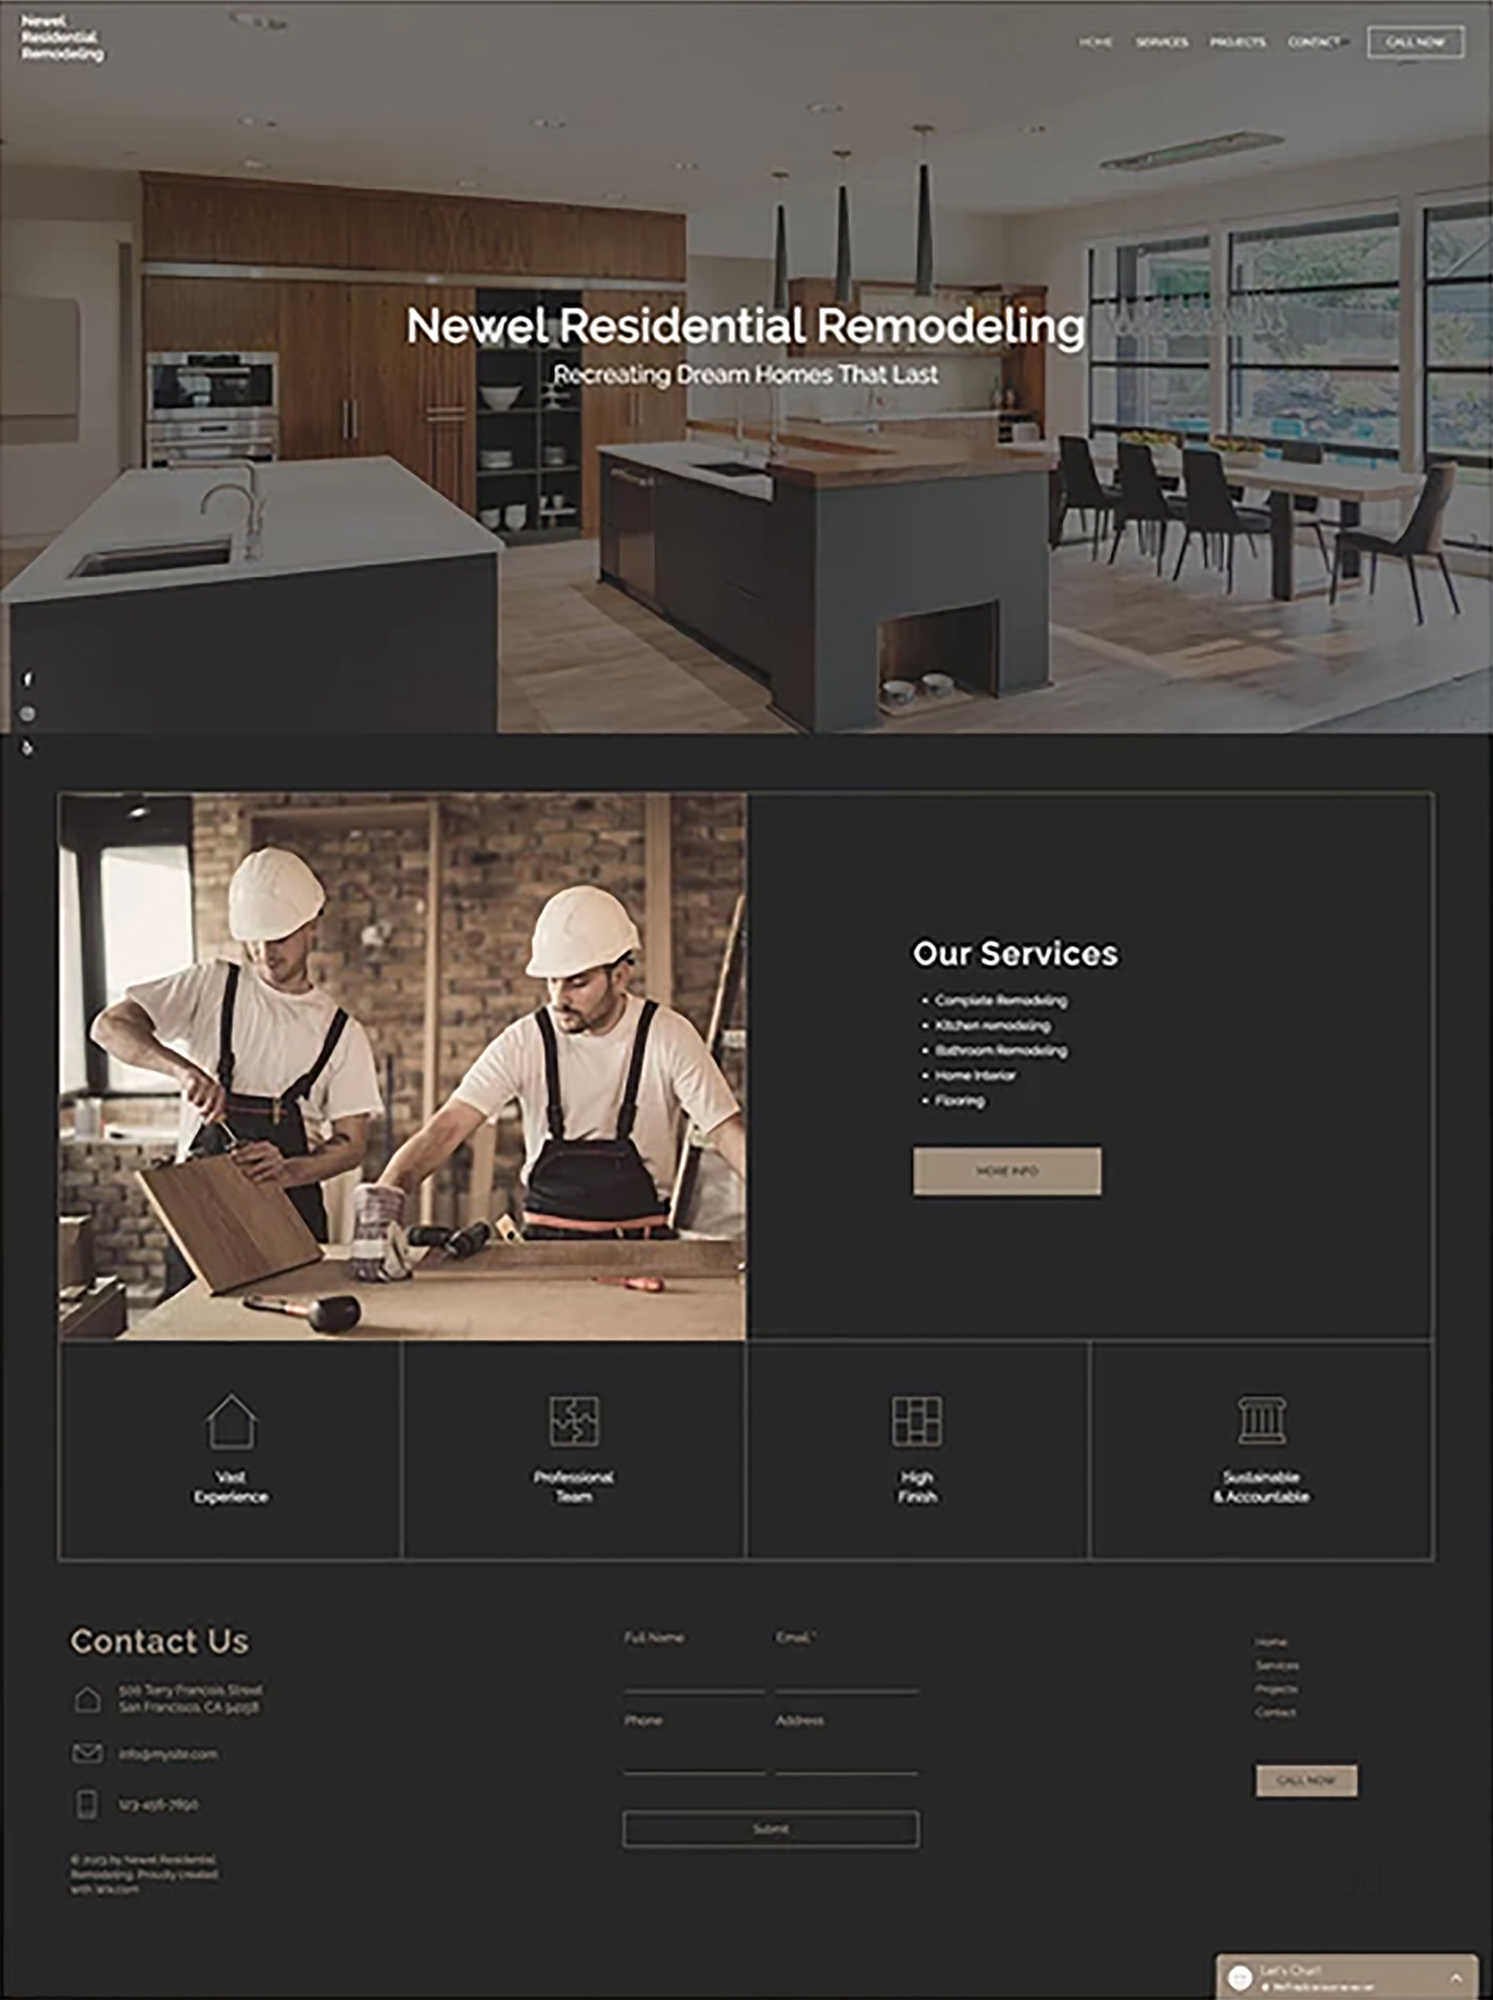 Newel
Residential
Remodeling
HOME SERVICES PROJECTS CONTACT CALL NOW
Newel Residential Remodeling
Recreating Dream Homes That Last
Our Services
• Complete Remodeling
• Kitchen remodeling
• Bathroom Remodeling
• Home Interior
• Flooring
MORE INFO
Vast
Experience
Professional
Team
High
Finish
Sustainable
& Accountable
Contact Us
500 Terry Francois Street
San Francisco, CA 94158
info@mysite.com
123-456-7890
© 2023 by Newel Residential
Remodeling. Proudly created
with Wix.com
Full Name Email *
Phone Address
Submit
Home
Services
Projects
Contact
CALL NOW
Let's Chat!